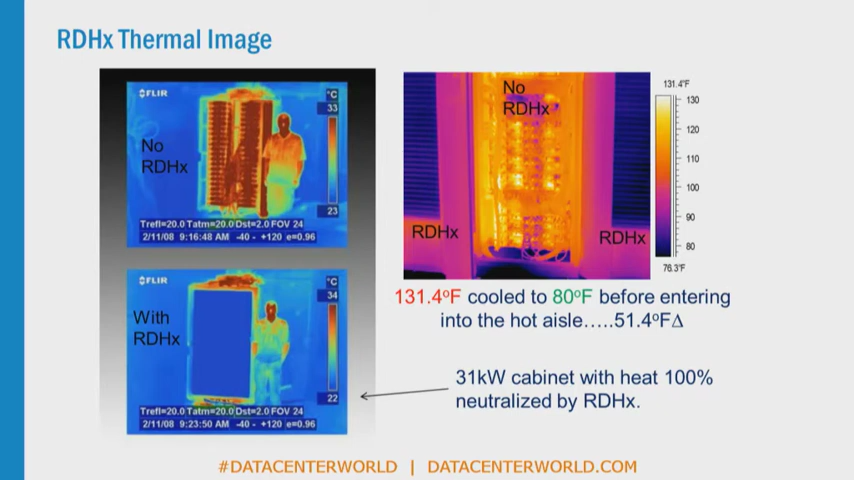 RDHx Thermal Image
FLIR
°C
33
No
RDHx
23
Trefl=20.0 Tatm=20.0 Dst=2.0 FOV 24
2/11/08 9:16:48 AM -40 - +120 e=0.96
FLIR
°C
34
With
RDHx
22
Trefl=20.0 Tatm=20.0 Dst=2.0 FOV 24
2/11/08 9:23:50 AM -40 - +120 e=0.96
No
RDHx
RDHx
RDHx
131.4°F
130
120
110
100
90
80
76.3°F
131.4°F cooled to 80°F before entering
into the hot aisle…..51.4°F∆
31kW cabinet with heat 100%
neutralized by RDHx.
#DATACENTERWORLD | DATACENTERWORLD.COM